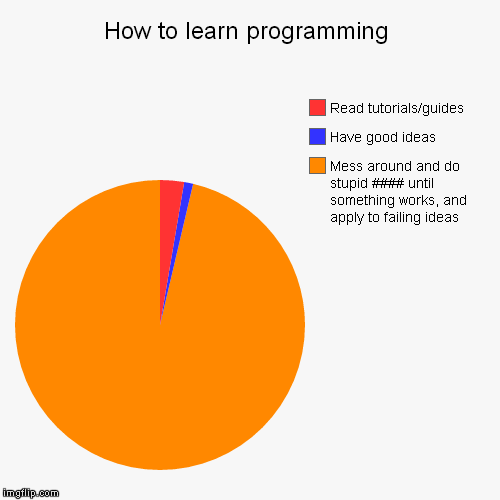 How to learn programming
Read tutorials/guides
Have good ideas
Mess around and do
stupid #### until
something works, and
apply to failing ideas
imgflip.com